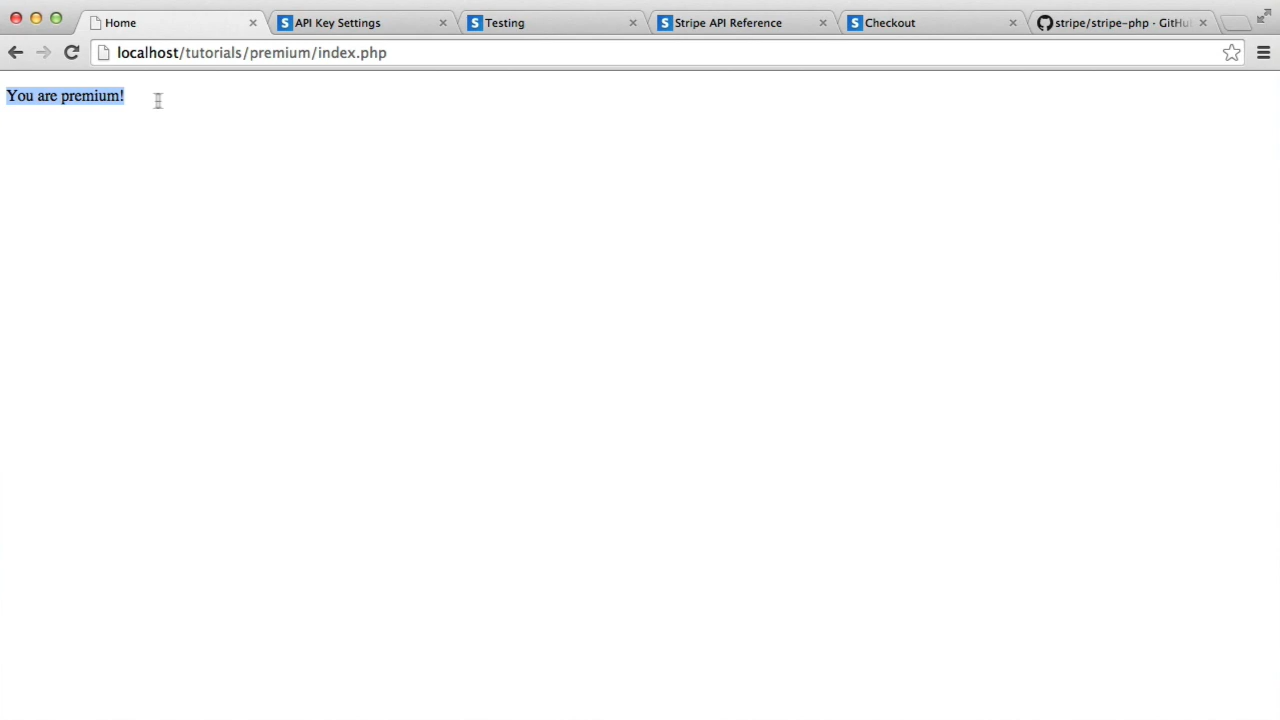 Home
API Key Settings
Testing
Stripe API Reference
Checkout
stripe/stripe-php · GitHu
localhost/tutorials/premium/index.php
You are premium!